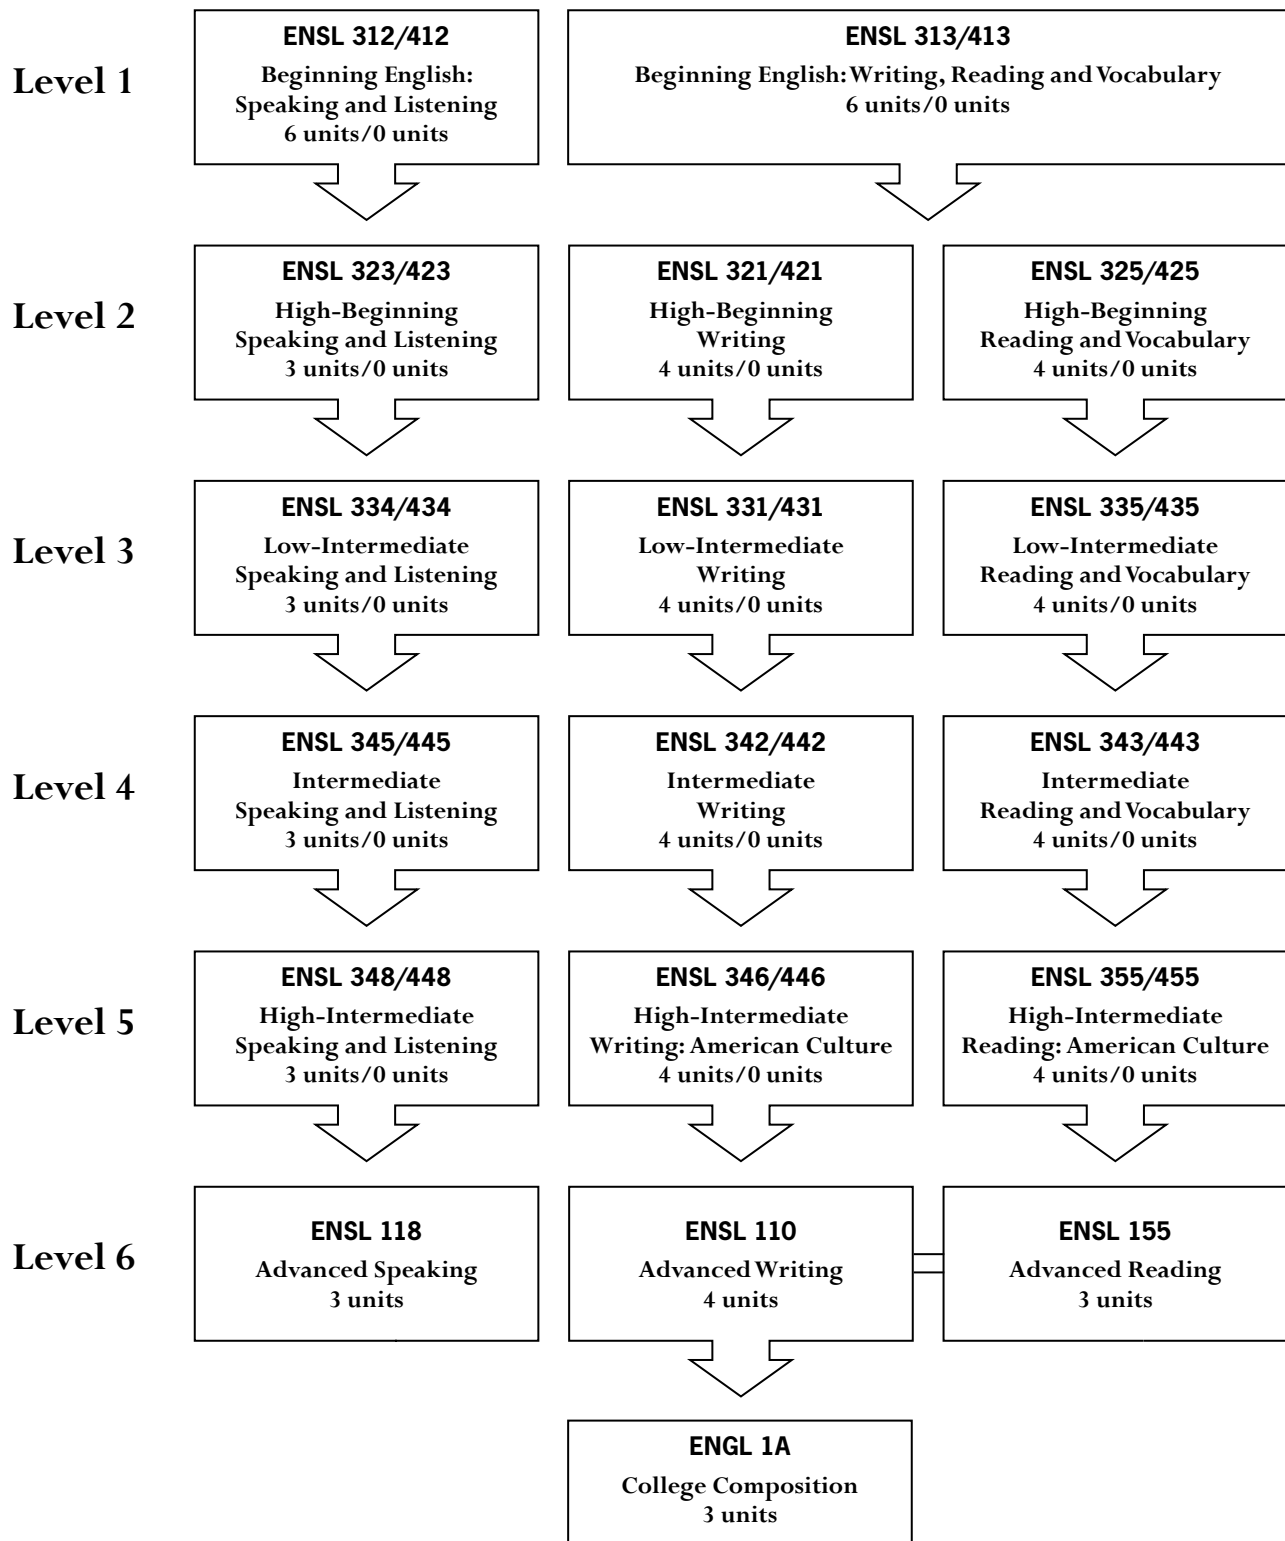 Level 1
ENSL 312/412
Beginning English:
Speaking and Listening
6 units/0 units
ENSL 313/413
Beginning English: Writing, Reading and Vocabulary
6 units/0 units
Level 2
ENSL 323/423
High-Beginning
Speaking and Listening
3 units/0 units
ENSL 321/421
High-Beginning
Writing
4 units/0 units
ENSL 325/425
High-Beginning
Reading and Vocabulary
4 units/0 units
Level 3
ENSL 334/434
Low-Intermediate
Speaking and Listening
3 units/0 units
ENSL 331/431
Low-Intermediate
Writing
4 units/0 units
ENSL 335/435
Low-Intermediate
Reading and Vocabulary
4 units/0 units
Level 4
ENSL 345/445
Intermediate
Speaking and Listening
3 units/0 units
ENSL 342/442
Intermediate
Writing
4 units/0 units
ENSL 343/443
Intermediate
Reading and Vocabulary
4 units/0 units
Level 5
ENSL 348/448
High-Intermediate
Speaking and Listening
3 units/0 units
ENSL 346/446
High-Intermediate
Writing: American Culture
4 units/0 units
ENSL 355/455
High-Intermediate
Reading: American Culture
4 units/0 units
Level 6
ENSL 118
Advanced Speaking
3 units
ENSL 110
Advanced Writing
4 units
ENSL 155
Advanced Reading
3 units
ENGL 1A
College Composition
3 units